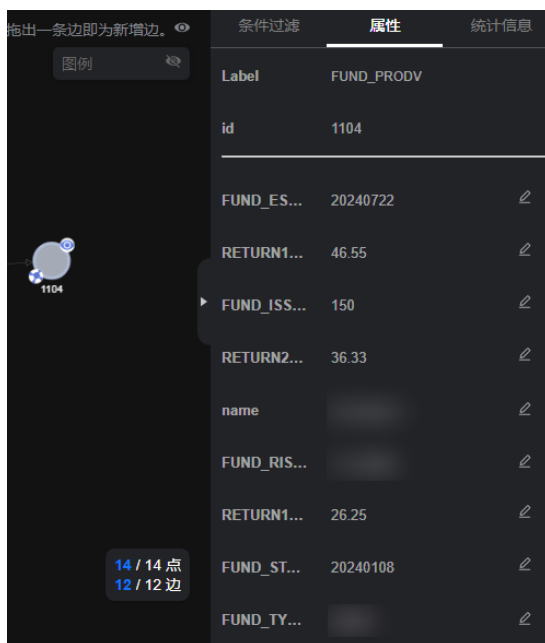 拖出一条边即为新增边。
图例
1104
14 / 14 点
12 / 12 边
条件过滤 属性 统计信息
Label FUND_PRODV
id 1104
FUND_ES... 20240722
RETURN1... 46.55
FUND_ISS... 150
RETURN2... 36.33
name
FUND_RIS...
RETURN1... 26.25
FUND_ST... 20240108
FUND_TY...